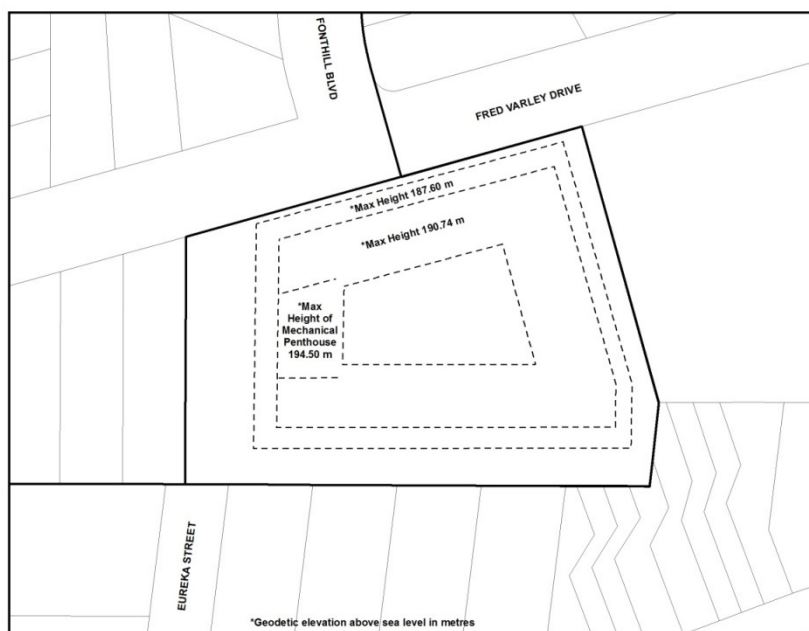 FONTHILL BLVD
FRED VARLEY DRIVE
*Max Height 187.60 m
*Max Height 190.74 m
*Max
Height of
Mechanical
Penthouse
194.50 m
EUREKA STREET
*Geodetic elevation above sea level in metres